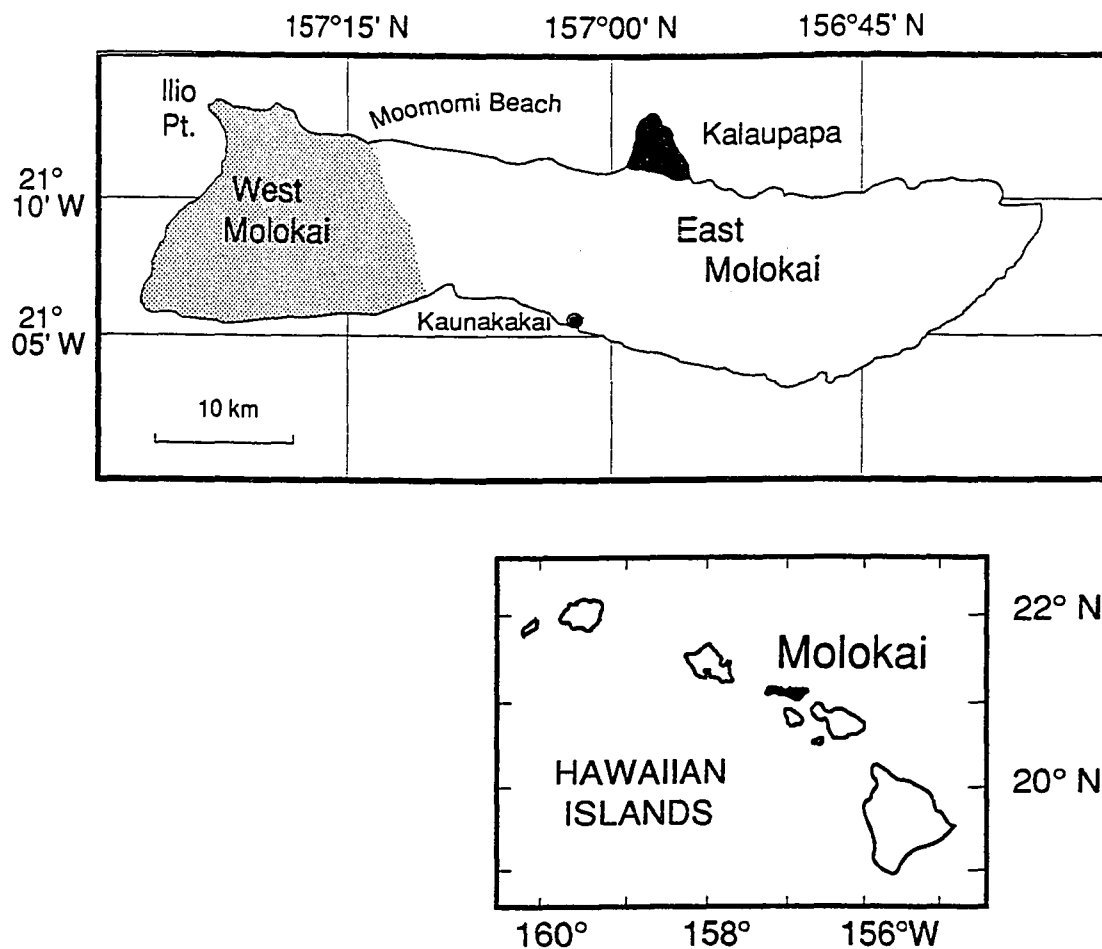 157°15' N
157°00' N
156°45' N
Ilio
Pt.
Moomomi Beach
Kalaupapa
21°
10' W
West
Molokai
East
Molokai
21°
05' W
Kaunakakai
10 km
22° N
Molokai
HAWAIIAN
ISLANDS
20° N
160°
158°
156°W